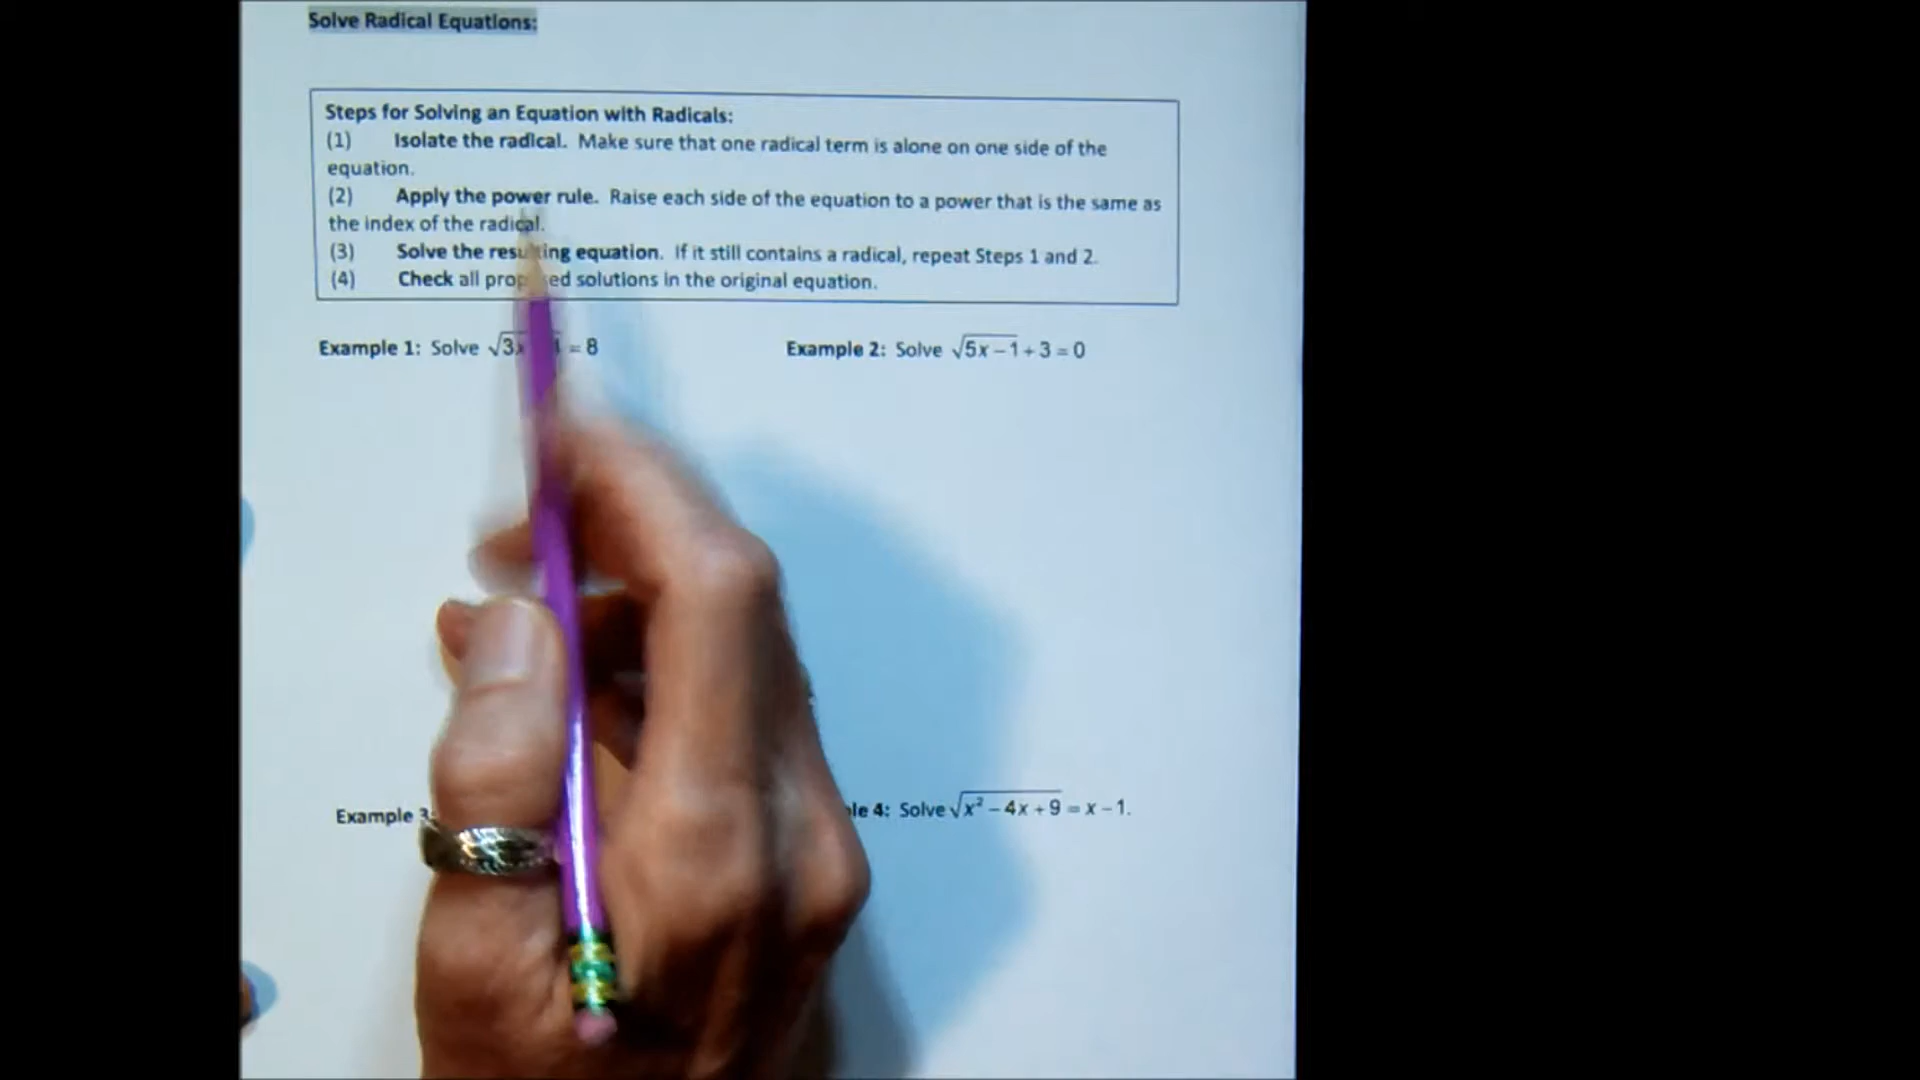 Solve Radical Equations:
Steps for Solving an Equation with Radicals:
(1) Isolate the radical. Make sure that one radical term is alone on one side of the
equation.
(2) Apply the power rule. Raise each side of the equation to a power that is the same as
the index of the radical.
(3) Solve the resulting equation. If it still contains a radical, repeat Steps 1 and 2.
(4) Check all proposed solutions in the original equation.
Example 1: Solve √3x = 8
Example 2: Solve √5x – 1 + 3 = 0
Example 3:
le 4: Solve √x² – 4x + 9 = x – 1.